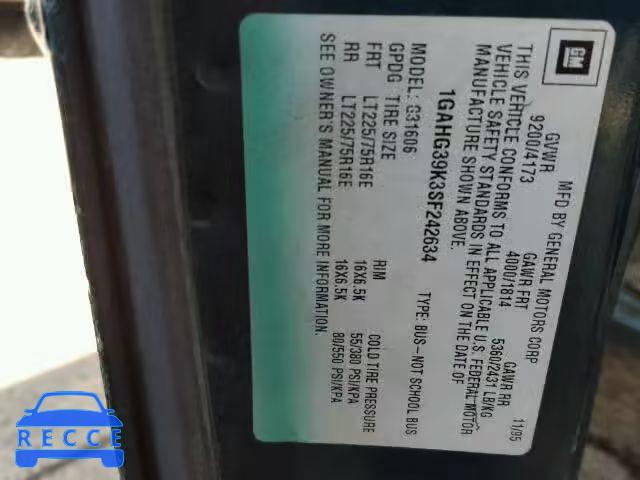 GM
MFD BY GENERAL MOTORS CORP 11/95
GVWR GAWR FRT GAWR RR
9200/4173 4000/1814 5360/2431 LB/KG
THIS VEHICLE CONFORMS TO ALL APPLICABLE U.S. FEDERAL MOTOR
VEHICLE SAFETY STANDARDS IN EFFECT ON THE DATE OF
MANUFACTURE SHOWN ABOVE.
1GAHG39K3SF242634
TYPE: BUS - NOT SCHOOL BUS
MODEL: G31606
GPDG TIRE SIZE RIM COLD TIRE PRESSURE
FRT LT225/75R16E 16X6.5K 55/380 PSI/KPA
RR LT225/75R16E 16X6.5K 80/550 PSI/KPA
SEE OWNER'S MANUAL FOR MORE INFORMATION.
RECCE